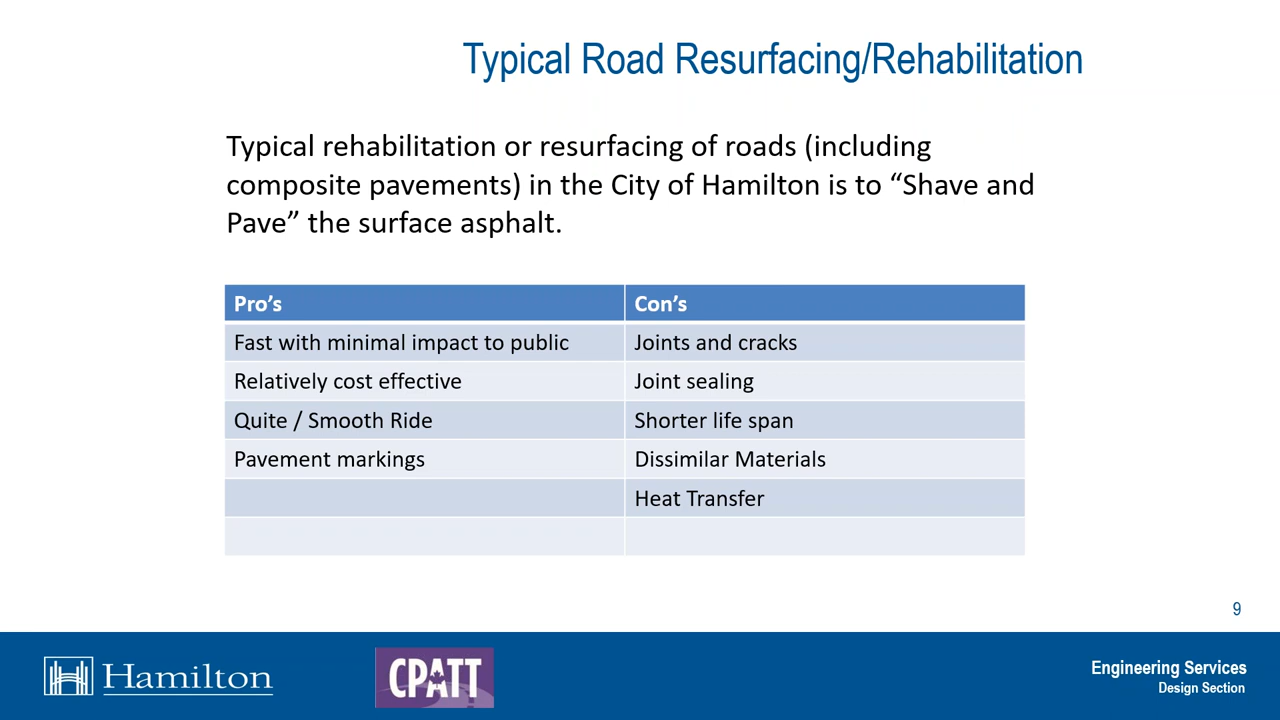 Typical Road Resurfacing/Rehabilitation
Typical rehabilitation or resurfacing of roads (including
composite pavements) in the City of Hamilton is to “Shave and
Pave” the surface asphalt.
Pro’s
Con’s
Fast with minimal impact to public
Joints and cracks
Relatively cost effective
Joint sealing
Quite / Smooth Ride
Shorter life span
Pavement markings
Dissimilar Materials
Heat Transfer
9
Hamilton
CPATT
Engineering Services
Design Section